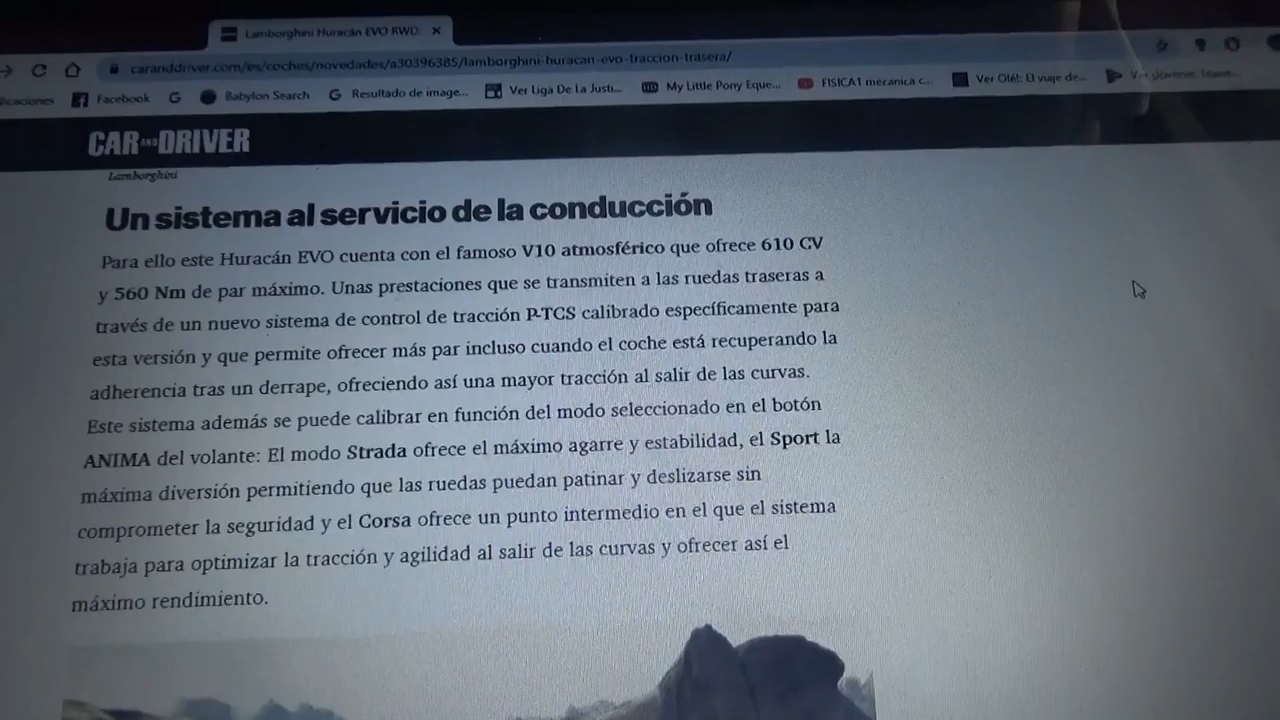 Lamborghini Huracán EVO RWD:
caranddriver.com/es/coches/novedades/a30396385/lamborghini-huracan-evo-traccion-trasera/
Facebook
Babylon Search
Resultado de image...
Ver Liga De La Justi...
My Little Pony Eque...
FISICA1 mecanica c...
Ver Olé!: El viaje de...
CAR AND DRIVER
Lamborghini
Un sistema al servicio de la conducción
Para ello este Huracán EVO cuenta con el famoso V10 atmosférico que ofrece 610 CV
y 560 Nm de par máximo. Unas prestaciones que se transmiten a las ruedas traseras a
través de un nuevo sistema de control de tracción P-TCS calibrado específicamente para
esta versión y que permite ofrecer más par incluso cuando el coche está recuperando la
adherencia tras un derrape, ofreciendo así una mayor tracción al salir de las curvas.
Este sistema además se puede calibrar en función del modo seleccionado en el botón
ANIMA del volante: El modo Strada ofrece el máximo agarre y estabilidad, el Sport la
máxima diversión permitiendo que las ruedas puedan patinar y deslizarse sin
comprometer la seguridad y el Corsa ofrece un punto intermedio en el que el sistema
trabaja para optimizar la tracción y agilidad al salir de las curvas y ofrecer así el
máximo rendimiento.